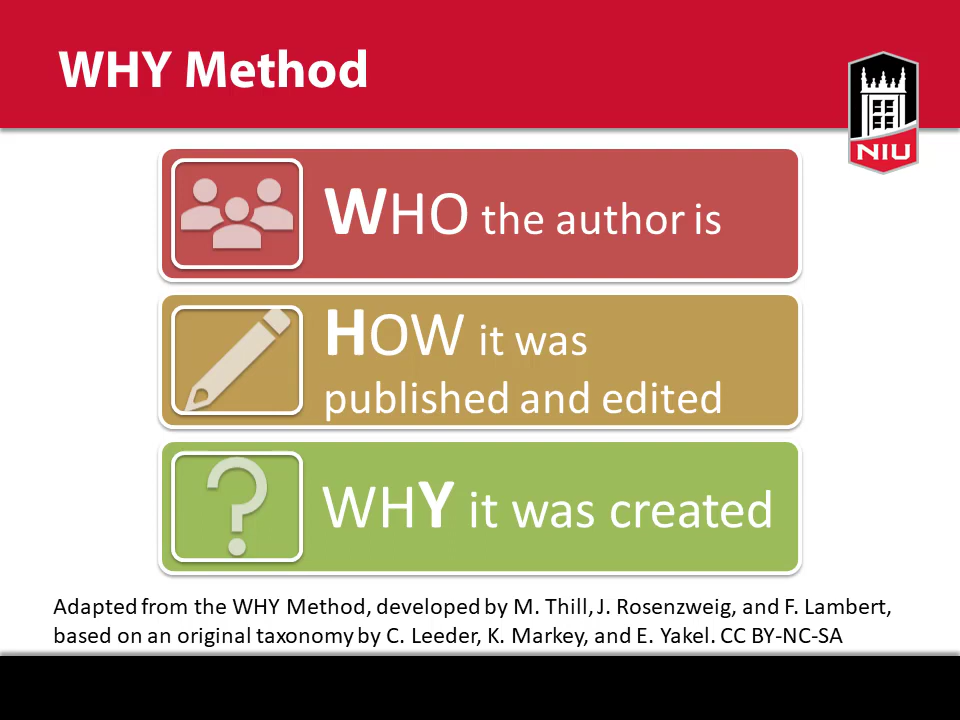 WHY Method
NIU
WHO the author is
HOW it was
published and edited
WHY it was created
Adapted from the WHY Method, developed by M. Thill, J. Rosenzweig, and F. Lambert,
based on an original taxonomy by C. Leeder, K. Markey, and E. Yakel. CC BY-NC-SA